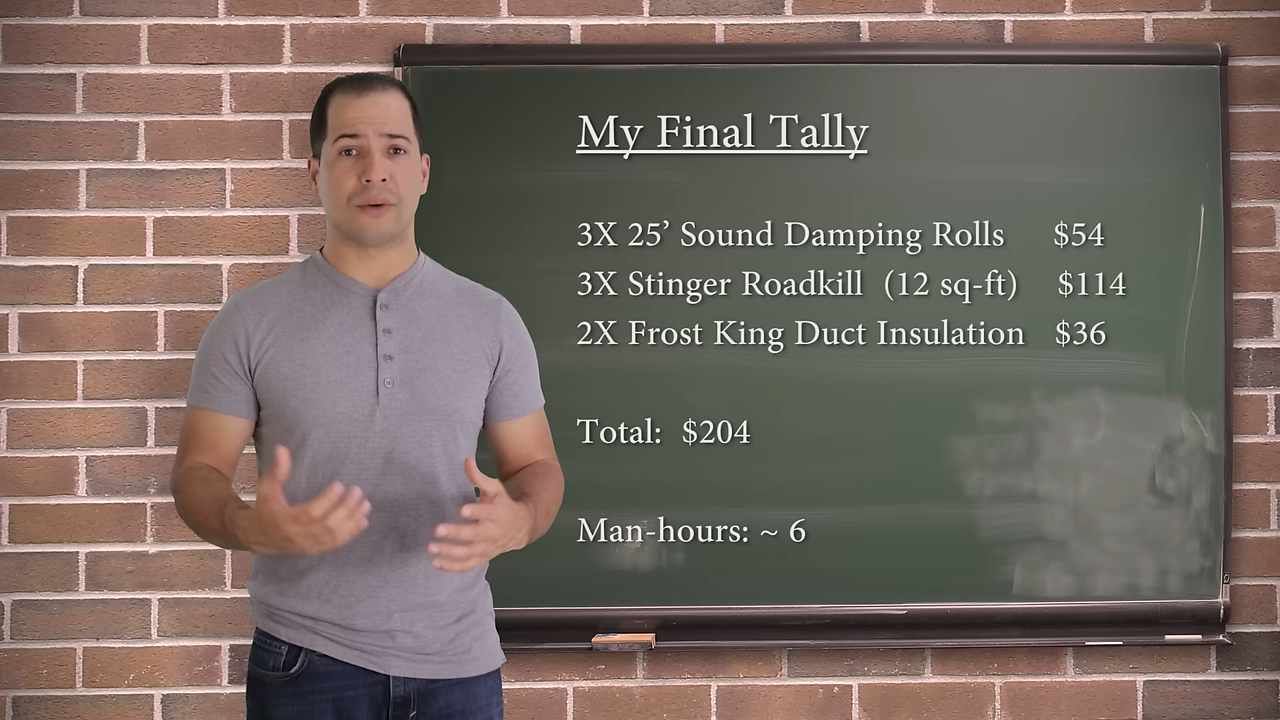 My Final Tally
3X 25’ Sound Damping Rolls $54
3X Stinger Roadkill (12 sq-ft) $114
2X Frost King Duct Insulation $36
Total: $204
Man-hours: ~ 6